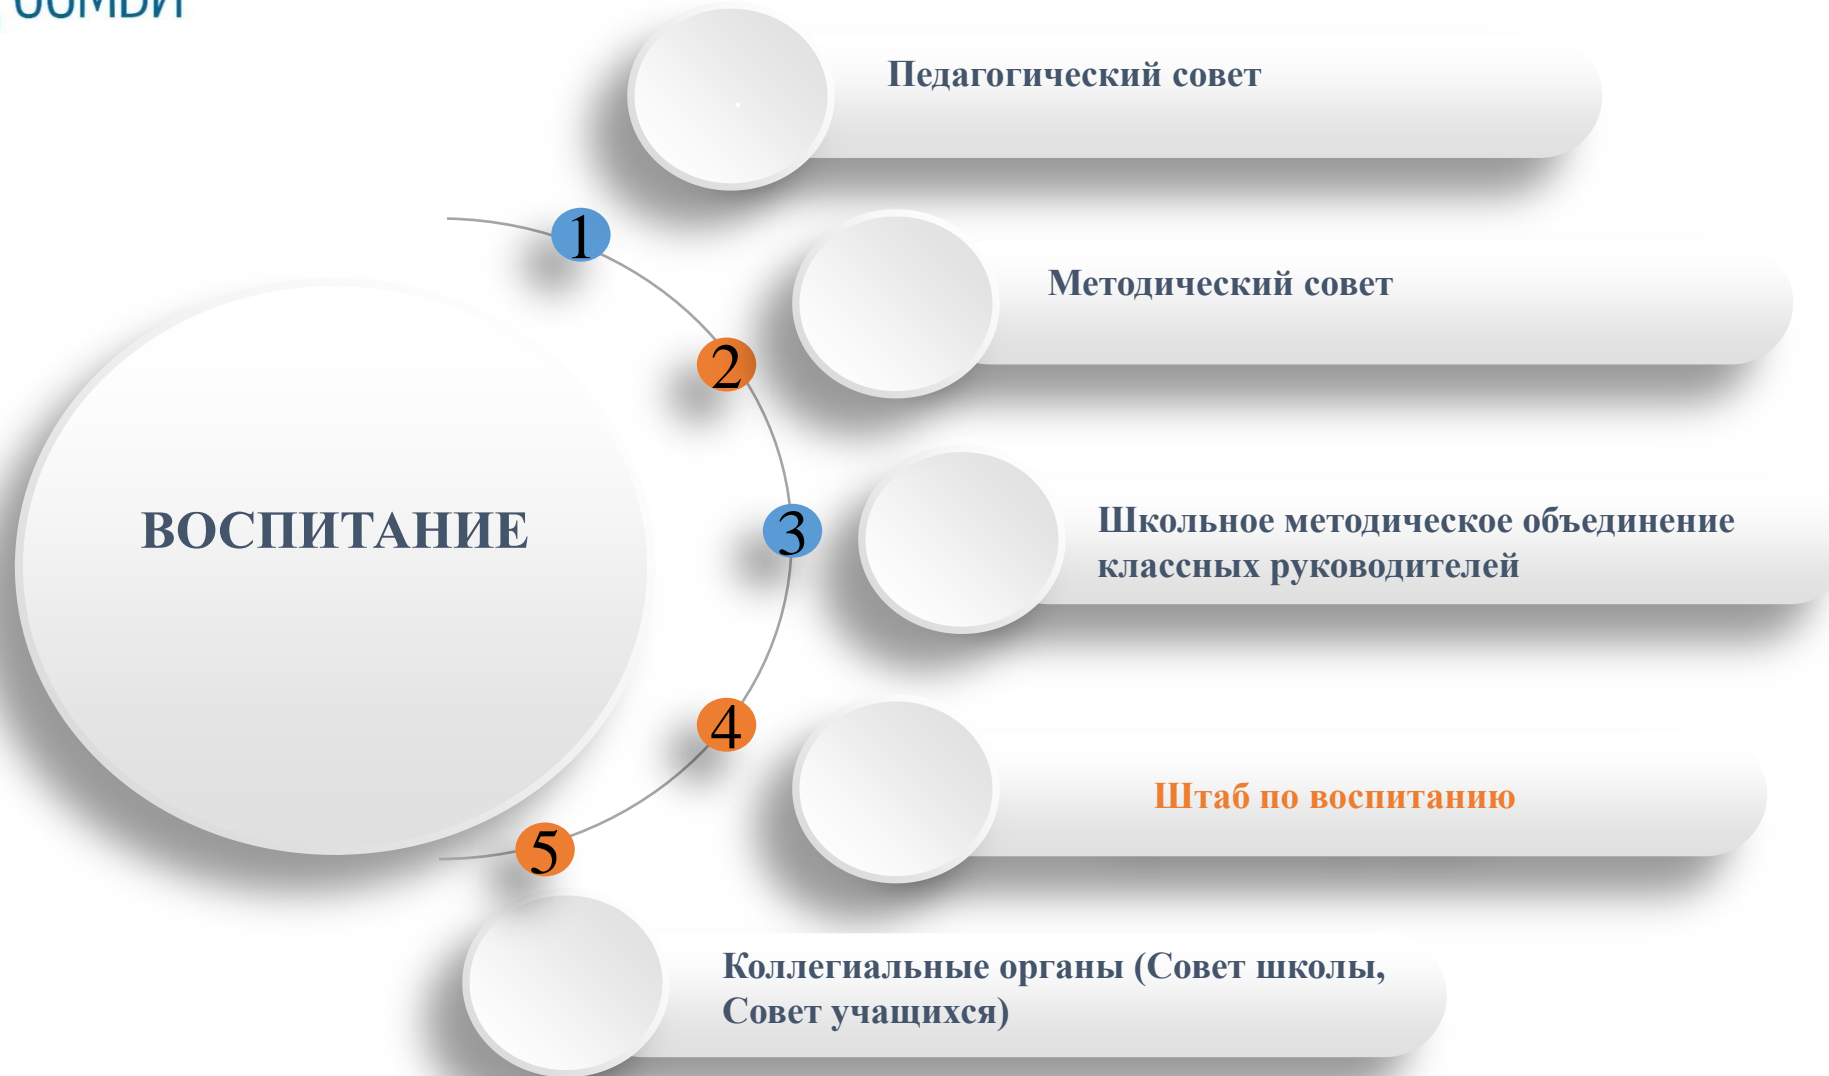 Педагогический совет
1
Методический совет
2
ВОСПИТАНИЕ
3
Школьное методическое объединение
классных руководителей
4
Штаб по воспитанию
5
Коллегиальные органы (Совет школы,
Совет учащихся)